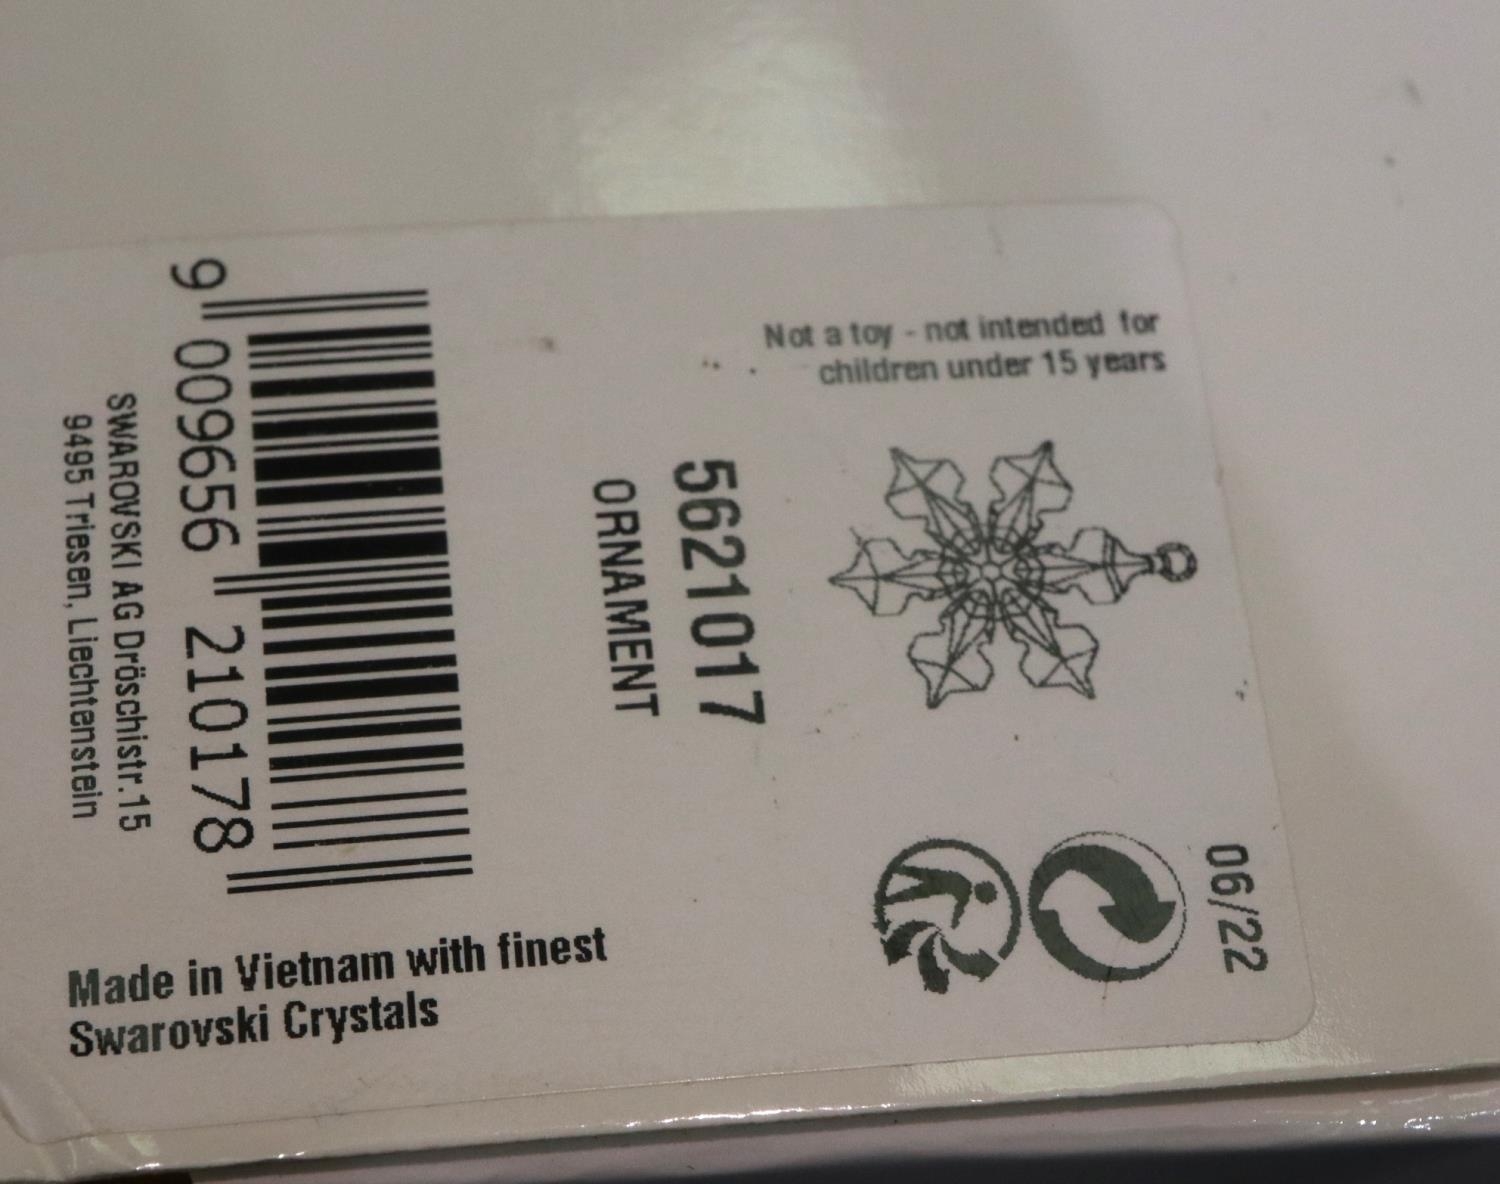 Not a toy - not intended for
children under 15 years
5621017
ORNAMENT
06/22
9 009656 210178
SWAROVSKI AG Dröschistr.15
9495 Triesen, Liechtenstein
Made in Vietnam with finest
Swarovski Crystals